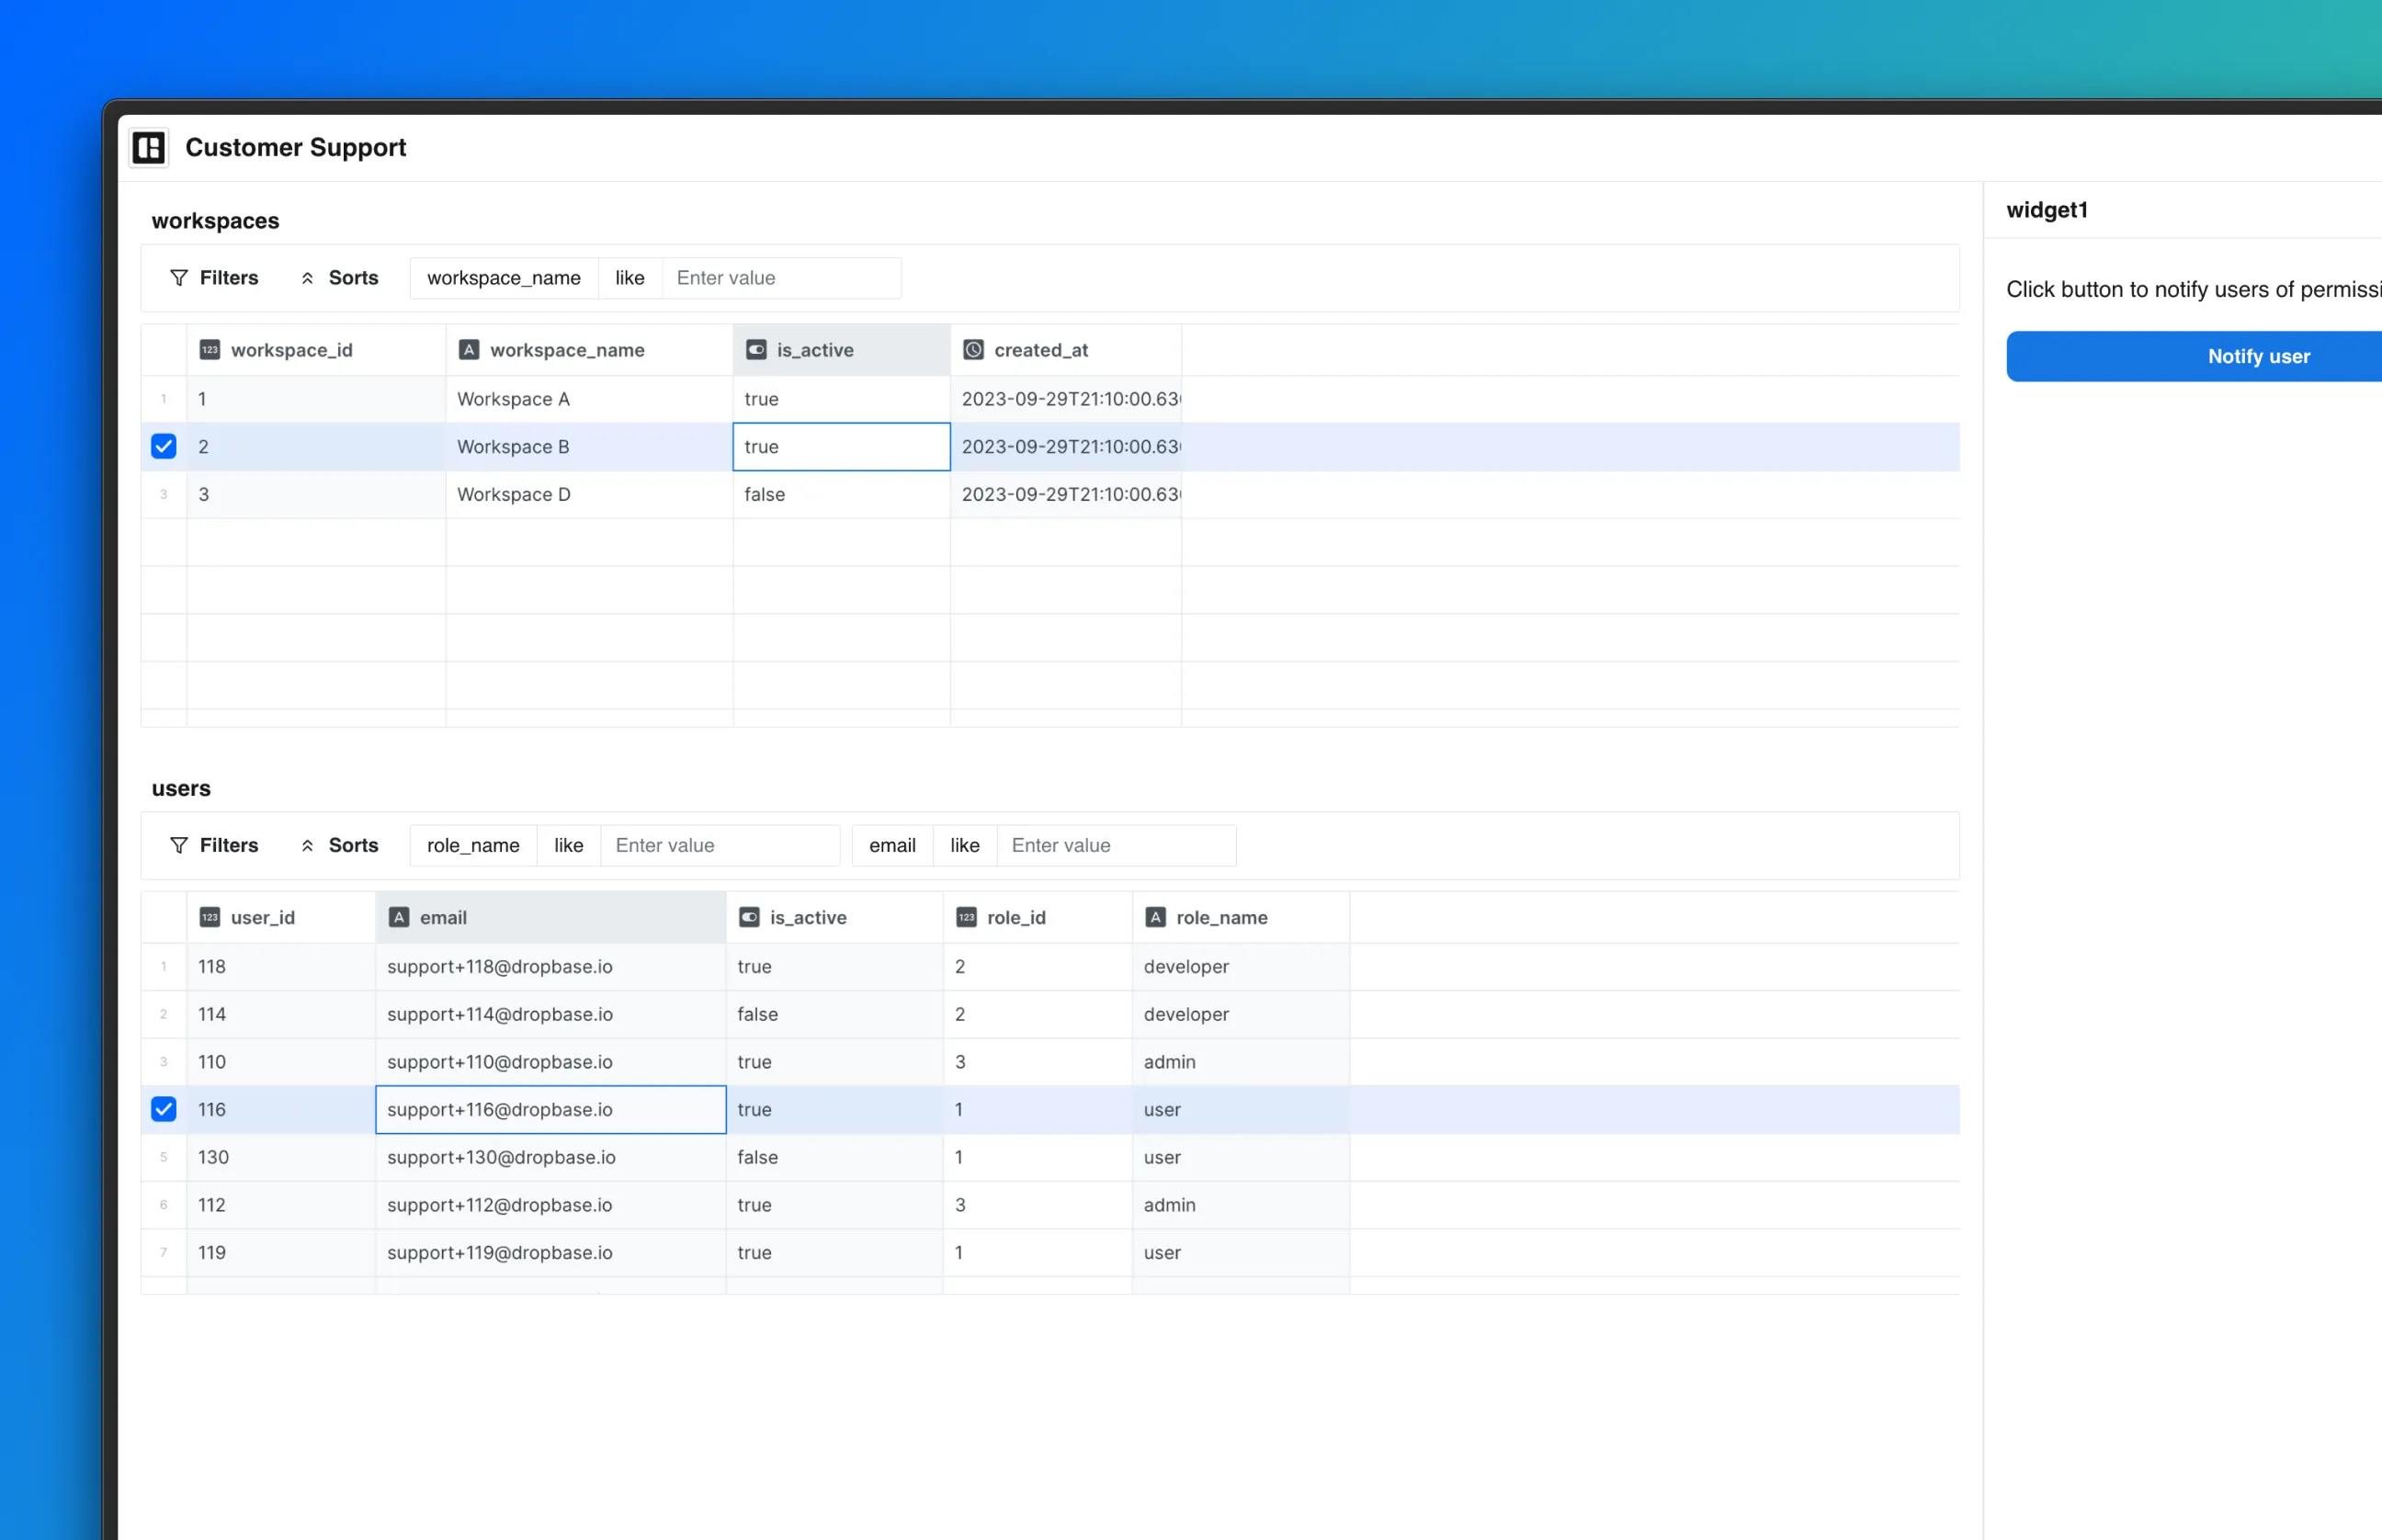 Customer Support
workspaces
Filters Sorts workspace_name like Enter value
123 workspace_id A workspace_name is_active created_at
1 1 Workspace A true 2023-09-29T21:10:00.63
2 Workspace B true 2023-09-29T21:10:00.63
3 3 Workspace D false 2023-09-29T21:10:00.63
users
Filters Sorts role_name like Enter value email like Enter value
123 user_id A email is_active 123 role_id A role_name
1 118 support+118@dropbase.io true 2 developer
2 114 support+114@dropbase.io false 2 developer
3 110 support+110@dropbase.io true 3 admin
116 support+116@dropbase.io true 1 user
5 130 support+130@dropbase.io false 1 user
6 112 support+112@dropbase.io true 3 admin
7 119 support+119@dropbase.io true 1 user
widget1
Click button to notify users of permissi
Notify user